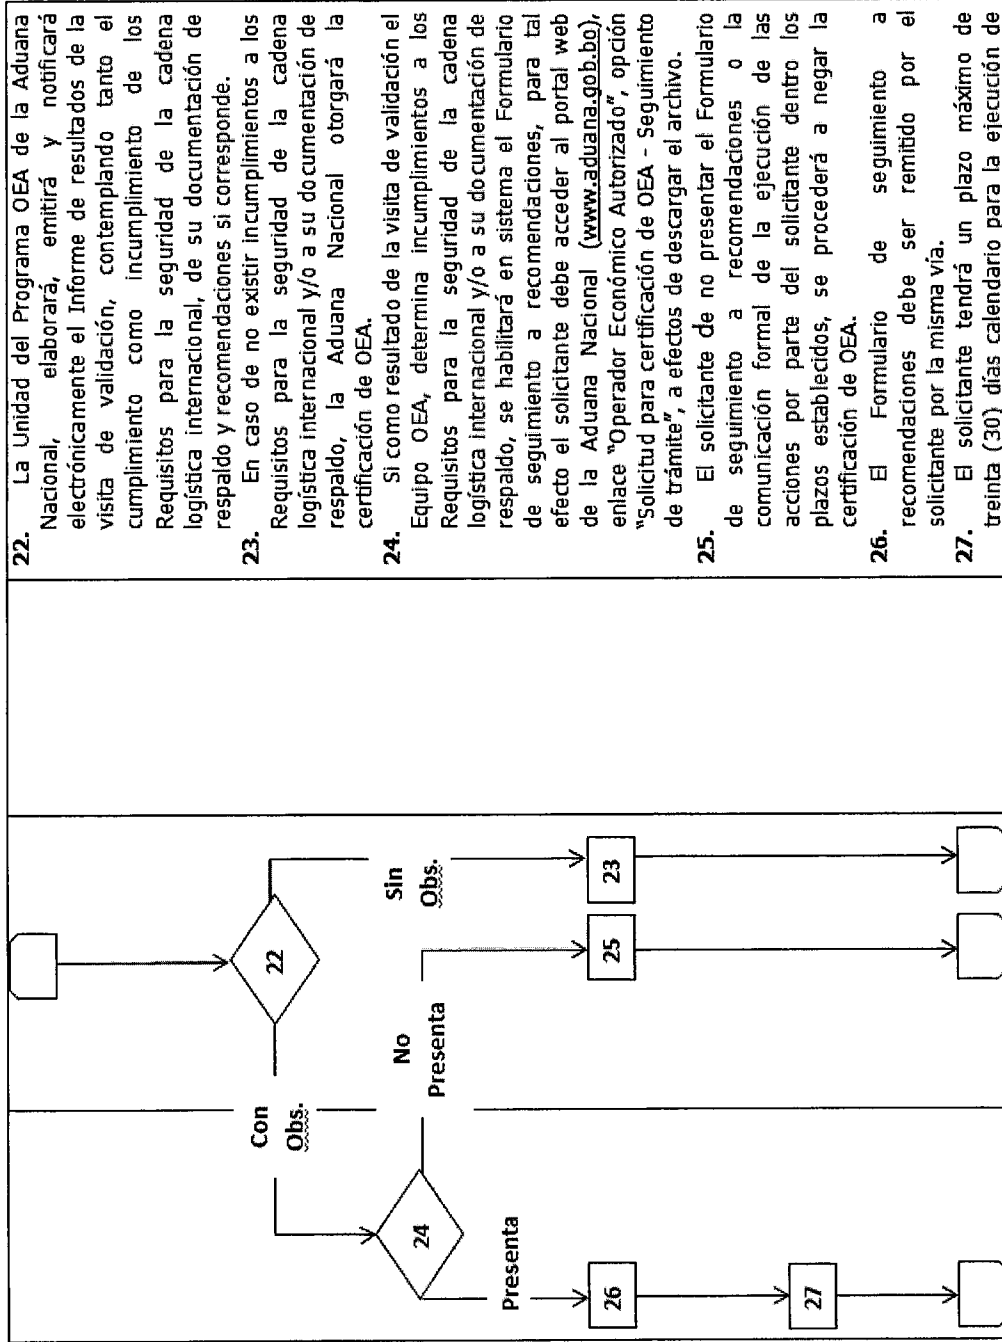 22. La Unidad del Programa OEA de la Aduana
Nacional, elaborará, emitirá y notificará
electrónicamente el Informe de resultados de la
visita de validación, contemplando tanto el
cumplimiento como incumplimiento de los
Requisitos para la seguridad de la cadena
logística internacional, de su documentación de
respaldo y recomendaciones si corresponde.
23. En caso de no existir incumplimientos a los
Requisitos para la seguridad de la cadena
logística internacional y/o a su documentación de
respaldo, la Aduana Nacional otorgará la
certificación de OEA.
24. Si como resultado de la visita de validación el
Equipo OEA, determina incumplimientos a los
Requisitos para la seguridad de la cadena
logística internacional y/o a su documentación de
respaldo, se habilitará en sistema el Formulario
de seguimiento a recomendaciones, para tal
efecto el solicitante debe acceder al portal web
de la Aduana Nacional (www.aduana.gob.bo),
enlace "Operador Económico Autorizado", opción
"Solicitud para certificación de OEA – Seguimiento
de trámite", a efectos de descargar el archivo.
25. El solicitante de no presentar el Formulario
de seguimiento a recomendaciones o la
comunicación formal de la ejecución de las
acciones por parte del solicitante dentro los
plazos establecidos, se procederá a negar la
certificación de OEA.
26. El Formulario de seguimiento a
recomendaciones debe ser remitido por el
solicitante por la misma vía.
27. El solicitante tendrá un plazo máximo de
treinta (30) días calendario para la ejecución de
22
Con
Obs.
Sin
Obs.
24
No
Presenta
Presenta
26
25
23
27